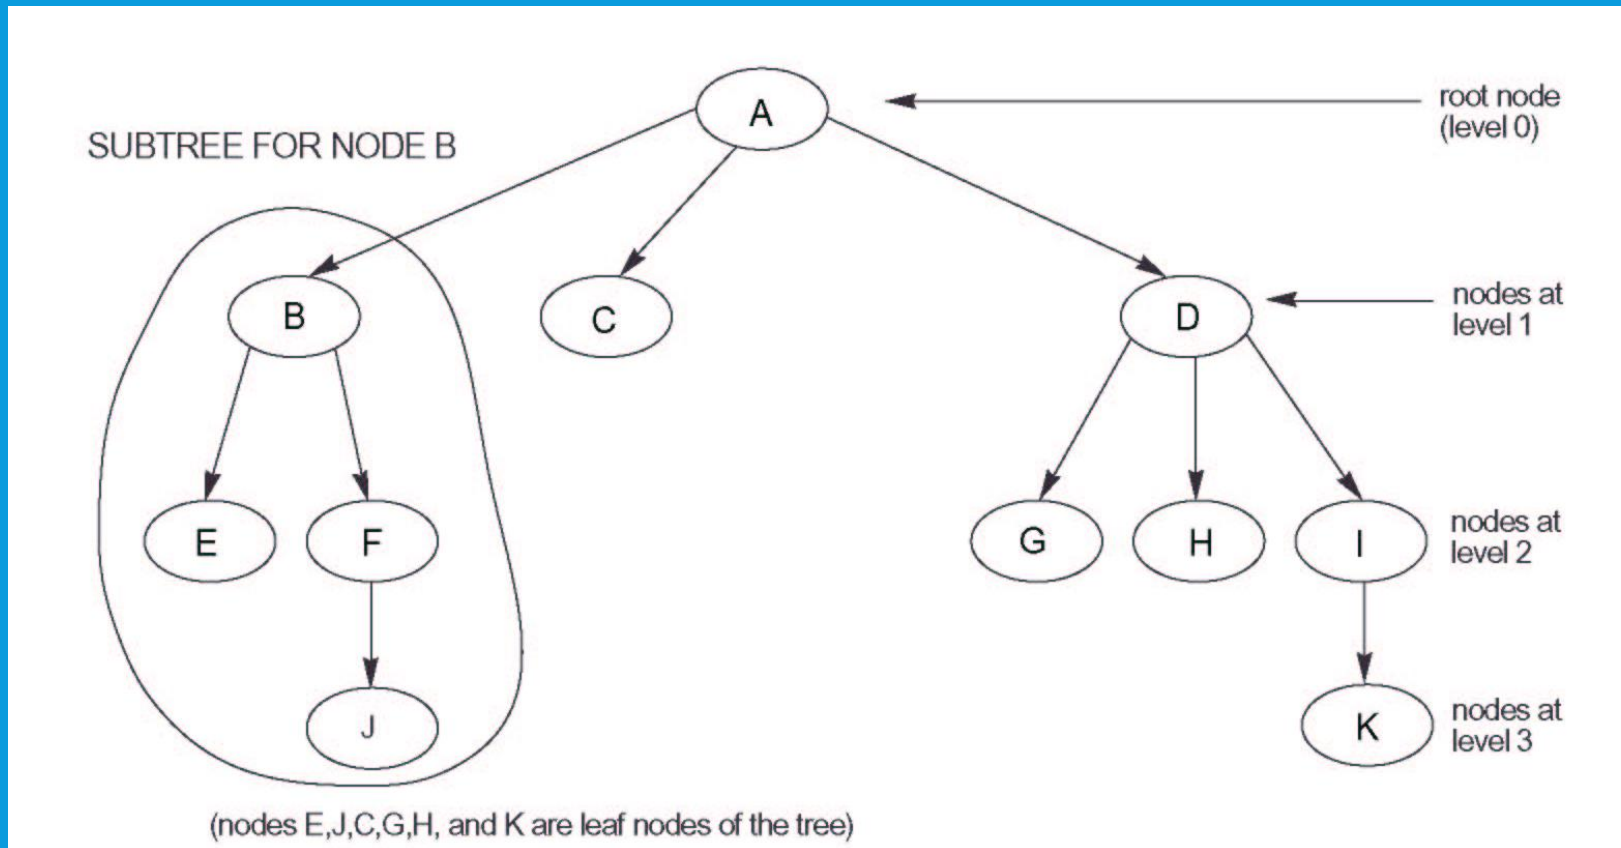 A
root node
(level 0)
SUBTREE FOR NODE B
B
C
D
nodes at
level 1
E
F
G
H
I
nodes at
level 2
J
K
nodes at
level 3
(nodes E,J,C,G,H, and K are leaf nodes of the tree)